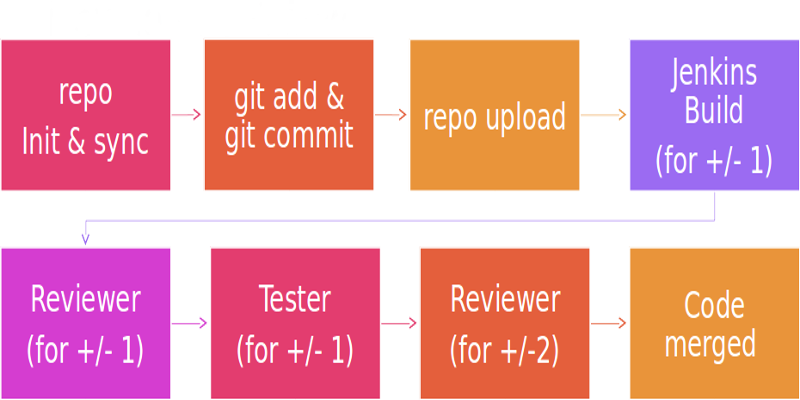 repo
Init & sync
git add &
git commit
repo upload
Jenkins
Build
(for +/- 1)
Reviewer
(for +/- 1)
Tester
(for +/- 1)
Reviewer
(for +/-2)
Code
merged